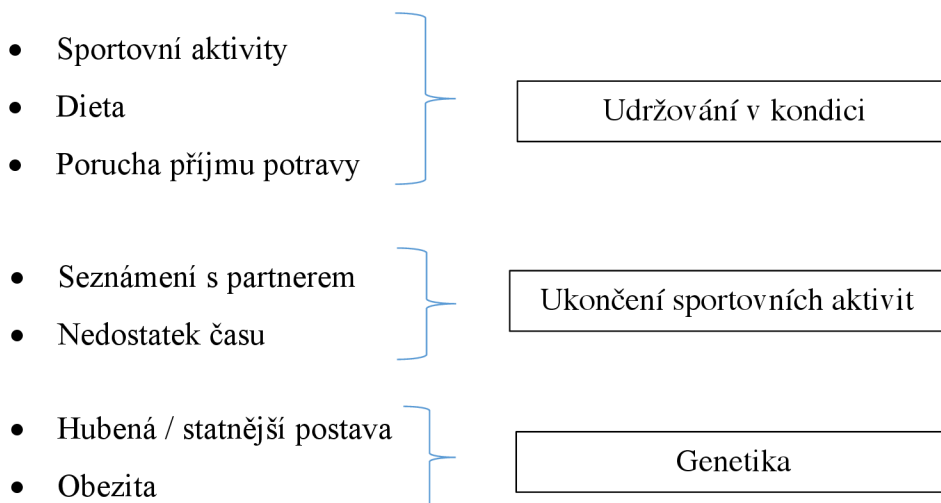 • Sportovní aktivity
• Dieta
• Porucha příjmu potravy
Udržování v kondici
• Seznámení s partnerem
• Nedostatek času
Ukončení sportovních aktivit
• Hubená / statnější postava
• Obezita
Genetika